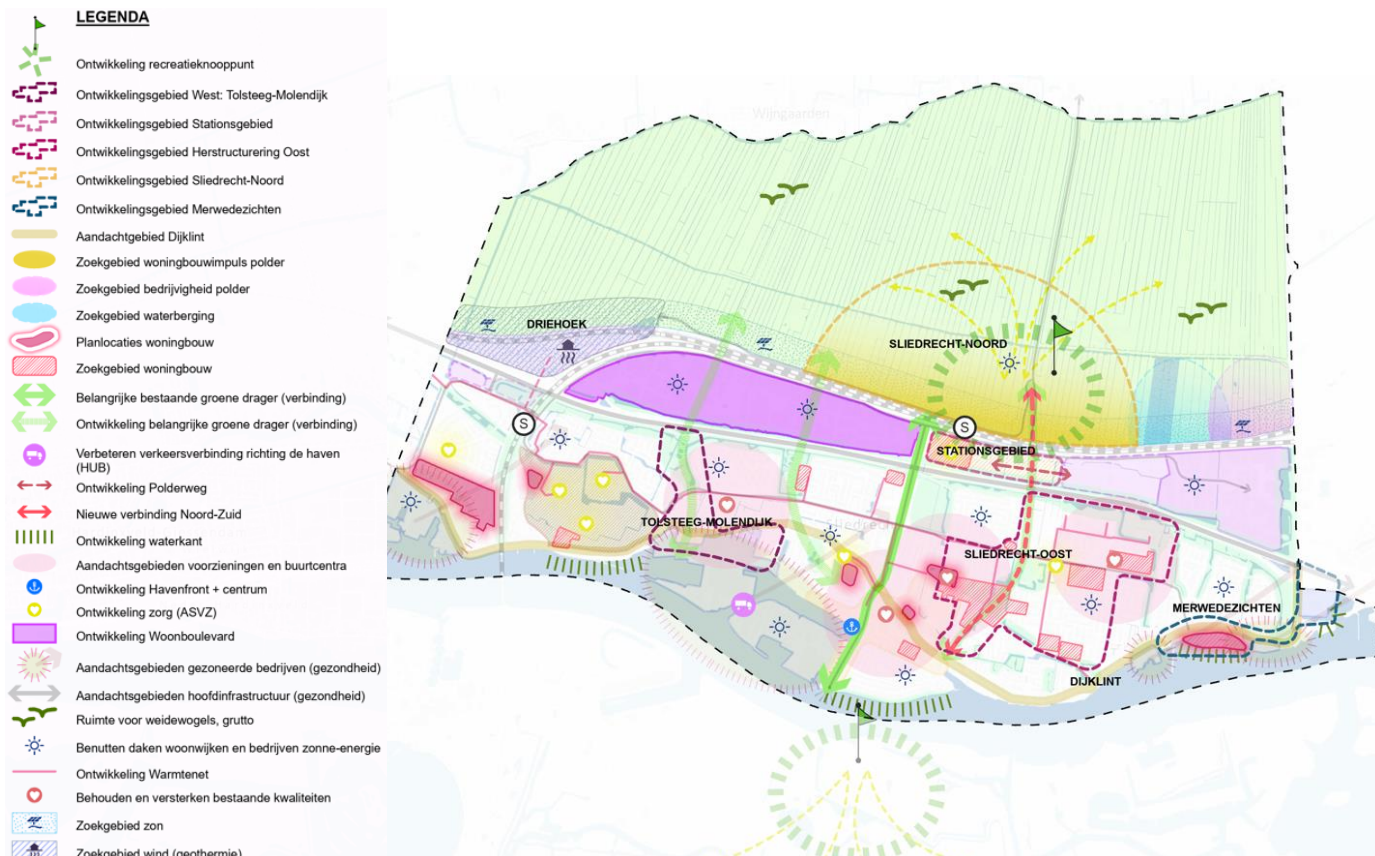 LEGENDA
Ontwikkeling recreatieknooppunt
Ontwikkelingsgebied West: Tolsteeg-Molendijk
Ontwikkelingsgebied Stationsgebied
Ontwikkelingsgebied Herstructurering Oost
Ontwikkelingsgebied Sliedrecht-Noord
Ontwikkelingsgebied Merwedezichten
Aandachtgebied Dijklint
Zoekgebied woningbouwimpuls polder
Zoekgebied bedrijvigheid polder
Zoekgebied waterberging
Planlocaties woningbouw
Zoekgebied woningbouw
Belangrijke bestaande groene drager (verbinding)
Ontwikkeling belangrijke groene drager (verbinding)
Verbeteren verkeersverbinding richting de haven
(HUB)
Ontwikkeling Polderweg
Nieuwe verbinding Noord-Zuid
Ontwikkeling waterkant
Aandachtsgebieden voorzieningen en buurtcentra
Ontwikkeling Havenfront + centrum
Ontwikkeling zorg (ASVZ)
Ontwikkeling Woonboulevard
Aandachtsgebieden gezoneerde bedrijven (gezondheid)
Aandachtsgebieden hoofdinfrastructuur (gezondheid)
Ruimte voor weidewogels, grutto
Benutten daken woonwijken en bedrijven zonne-energie
Ontwikkeling Warmtenet
Behouden en versterken bestaande kwaliteiten
Zoekgebied zon
Zoekgebied wind (geothermie)
Wijngaarden
DRIEHOEK
SLIEDRECHT-NOORD
S
S
STATIONSGEBIED
TOLSTEEG-MOLENDIJK
Sliedrecht
SLIEDRECHT-OOST
MERWEDEZICHTEN
DIJKLINT